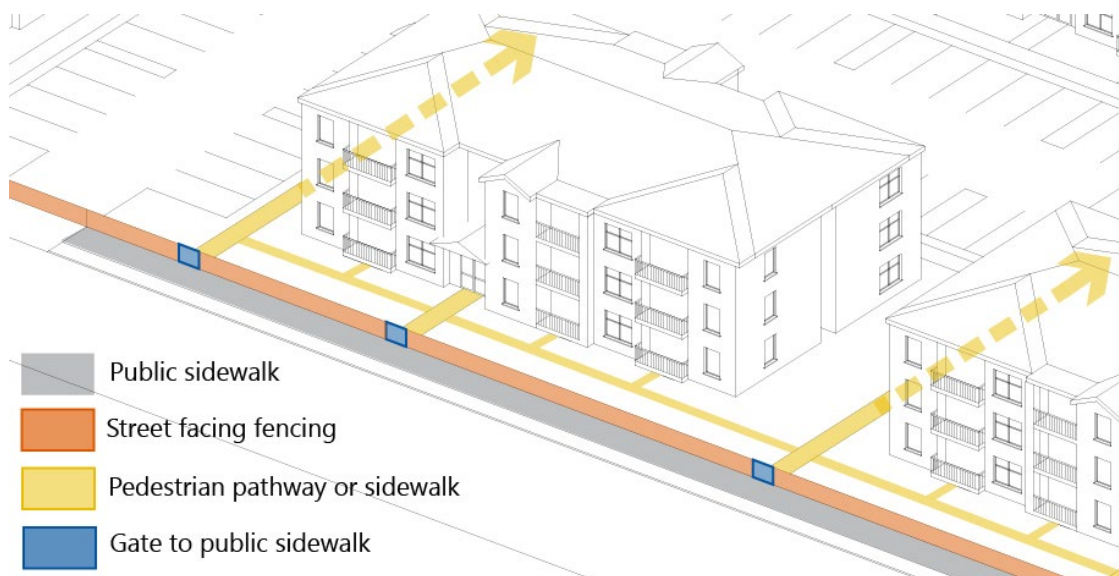 Public sidewalk
Street facing fencing
Pedestrian pathway or sidewalk
Gate to public sidewalk